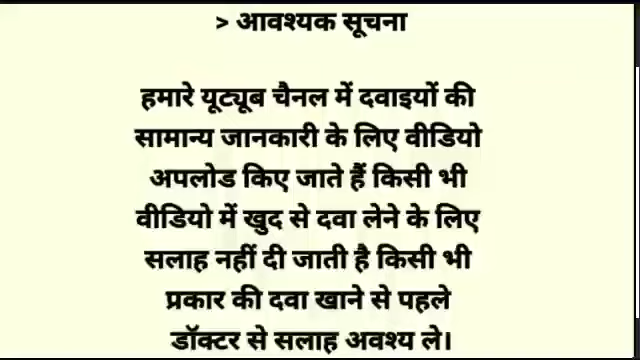 > आवश्यक सूचना
हमारे यूट्यूब चैनल में दवाइयों की
सामान्य जानकारी के लिए वीडियो
अपलोड किए जाते हैं किसी भी
वीडियो में खुद से दवा लेने के लिए
सलाह नहीं दी जाती है किसी भी
प्रकार की दवा खाने से पहले
डॉक्टर से सलाह अवश्य ले।